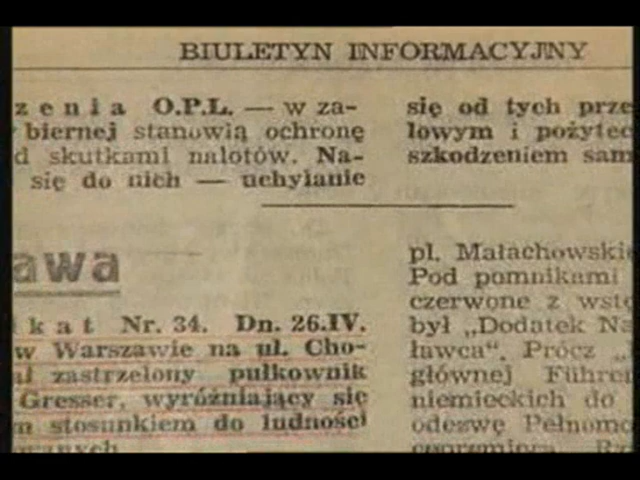 BIULETYN INFORMACYJNY
zenia O.P.L. — w za-
biernej stanowią ochronę
d skutkami nalotów. Na-
się do nich — uchylanie
awa
kat Nr. 34. Dn. 26.IV.
w Warszawie na ul. Cho-
ał zastrzelony pułkownik
Gresser, wyróżniający się
m stosunkiem do ludności
się od tych prze
lowym i pożytec
szkodzeniem sam
pl. Małachowskie
Pod pomnikami
czerwone z wstę
był „Dodatek Na
ławca“. Prócz „
głównej Führer
niemieckich do
odezwę Pełnomo